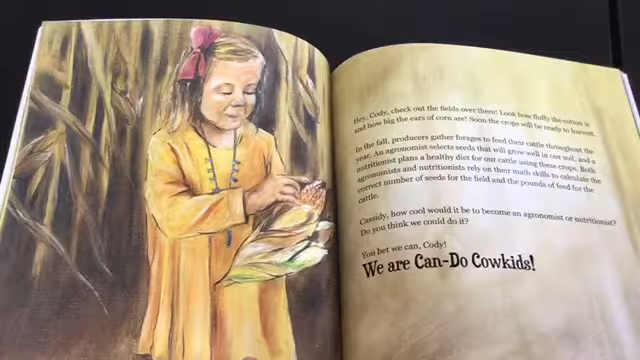 Hey, Cody, check out the fields over there! Look how fluffy the cotton is
and how big the ears of corn are! Soon the crops will be ready to harvest.
In the fall, producers gather forages to feed their cattle throughout the
year. An agronomist selects seeds that will grow well in our soil, and a
nutritionist plans a healthy diet for our cattle using these crops. Both
agronomists and nutritionists rely on their math skills to calculate the
correct number of seeds for the field and the pounds of feed for the
cattle.
Cassidy, how cool would it be to become an agronomist or nutritionist?
Do you think we could do it?
You bet we can, Cody!
We are Can-Do Cowkids!